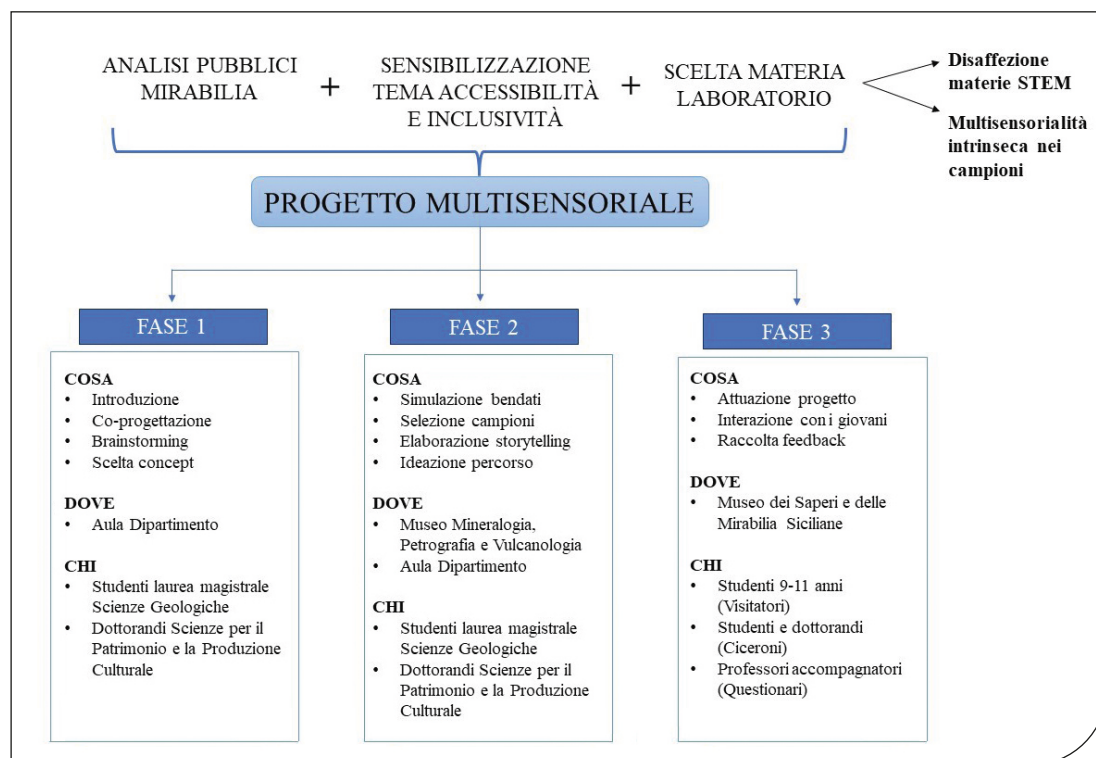 ANALISI PUBBLICI
MIRABILIA
+
SENSIBILIZZAZIONE
TEMA ACCESSIBILITÀ
E INCLUSIVITÀ
+
SCELTA MATERIA
LABORATORIO
Disaffezione
materie STEM
Multisensorialità
intrinseca nei
campioni
PROGETTO MULTISENSORIALE
FASE 1
COSA
• Introduzione
• Co-progettazione
• Brainstorming
• Scelta concept
DOVE
• Aula Dipartimento
CHI
• Studenti laurea magistrale
Scienze Geologiche
• Dottorandi Scienze per il
Patrimonio e la Produzione
Culturale
FASE 2
COSA
• Simulazione bendati
• Selezione campioni
• Elaborazione storytelling
• Ideazione percorso
DOVE
• Museo Mineralogia,
Petrografia e Vulcanologia
• Aula Dipartimento
CHI
• Studenti laurea magistrale
Scienze Geologiche
• Dottorandi Scienze per il
Patrimonio e la Produzione
Culturale
FASE 3
COSA
• Attuazione progetto
• Interazione con i giovani
• Raccolta feedback
DOVE
• Museo dei Saperi e delle
Mirabilia Siciliane
CHI
• Studenti 9-11 anni
(Visitatori)
• Studenti e dottorandi
(Ciceroni)
• Professori accompagnatori
(Questionari)